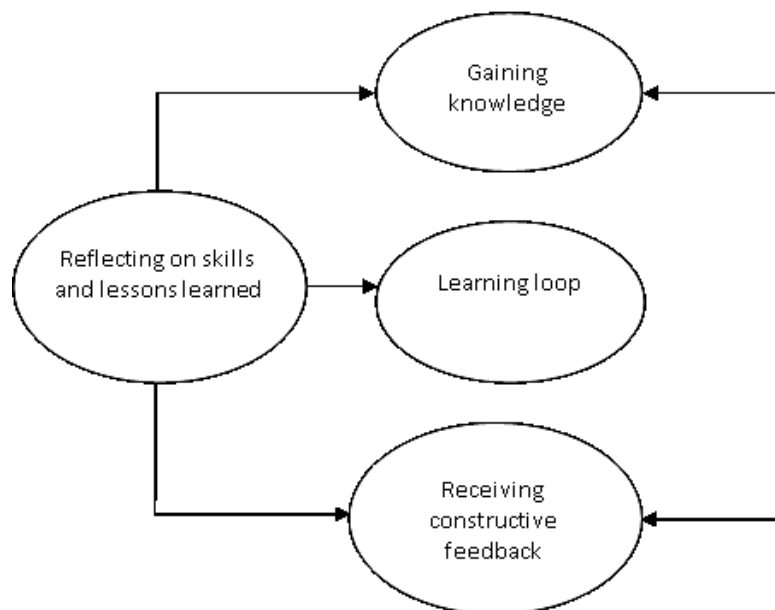 Gaining
knowledge
Reflecting on skills
and lessons learned
Learning loop
Receiving
constructive
feedback